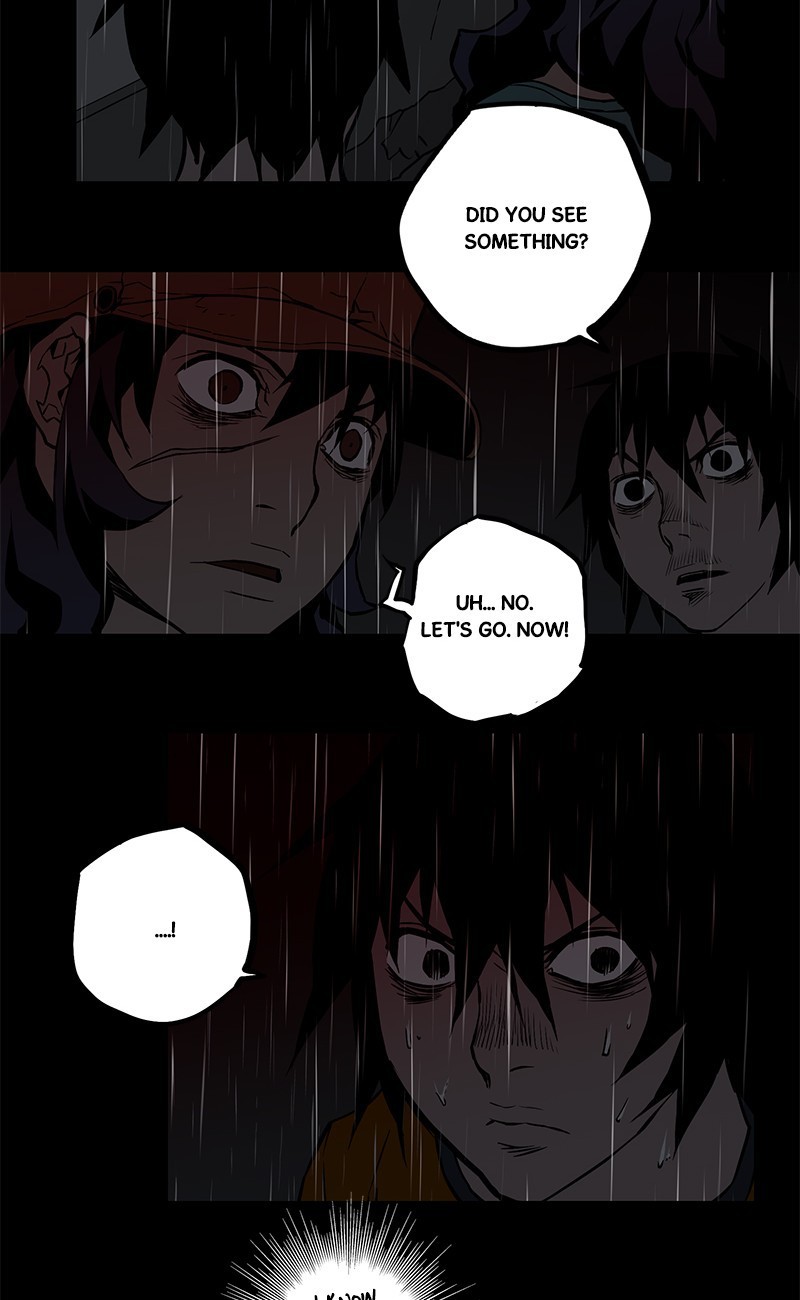 DID YOU SEE
SOMETHING?
UH... NO.
LET'S GO. NOW!
.....!